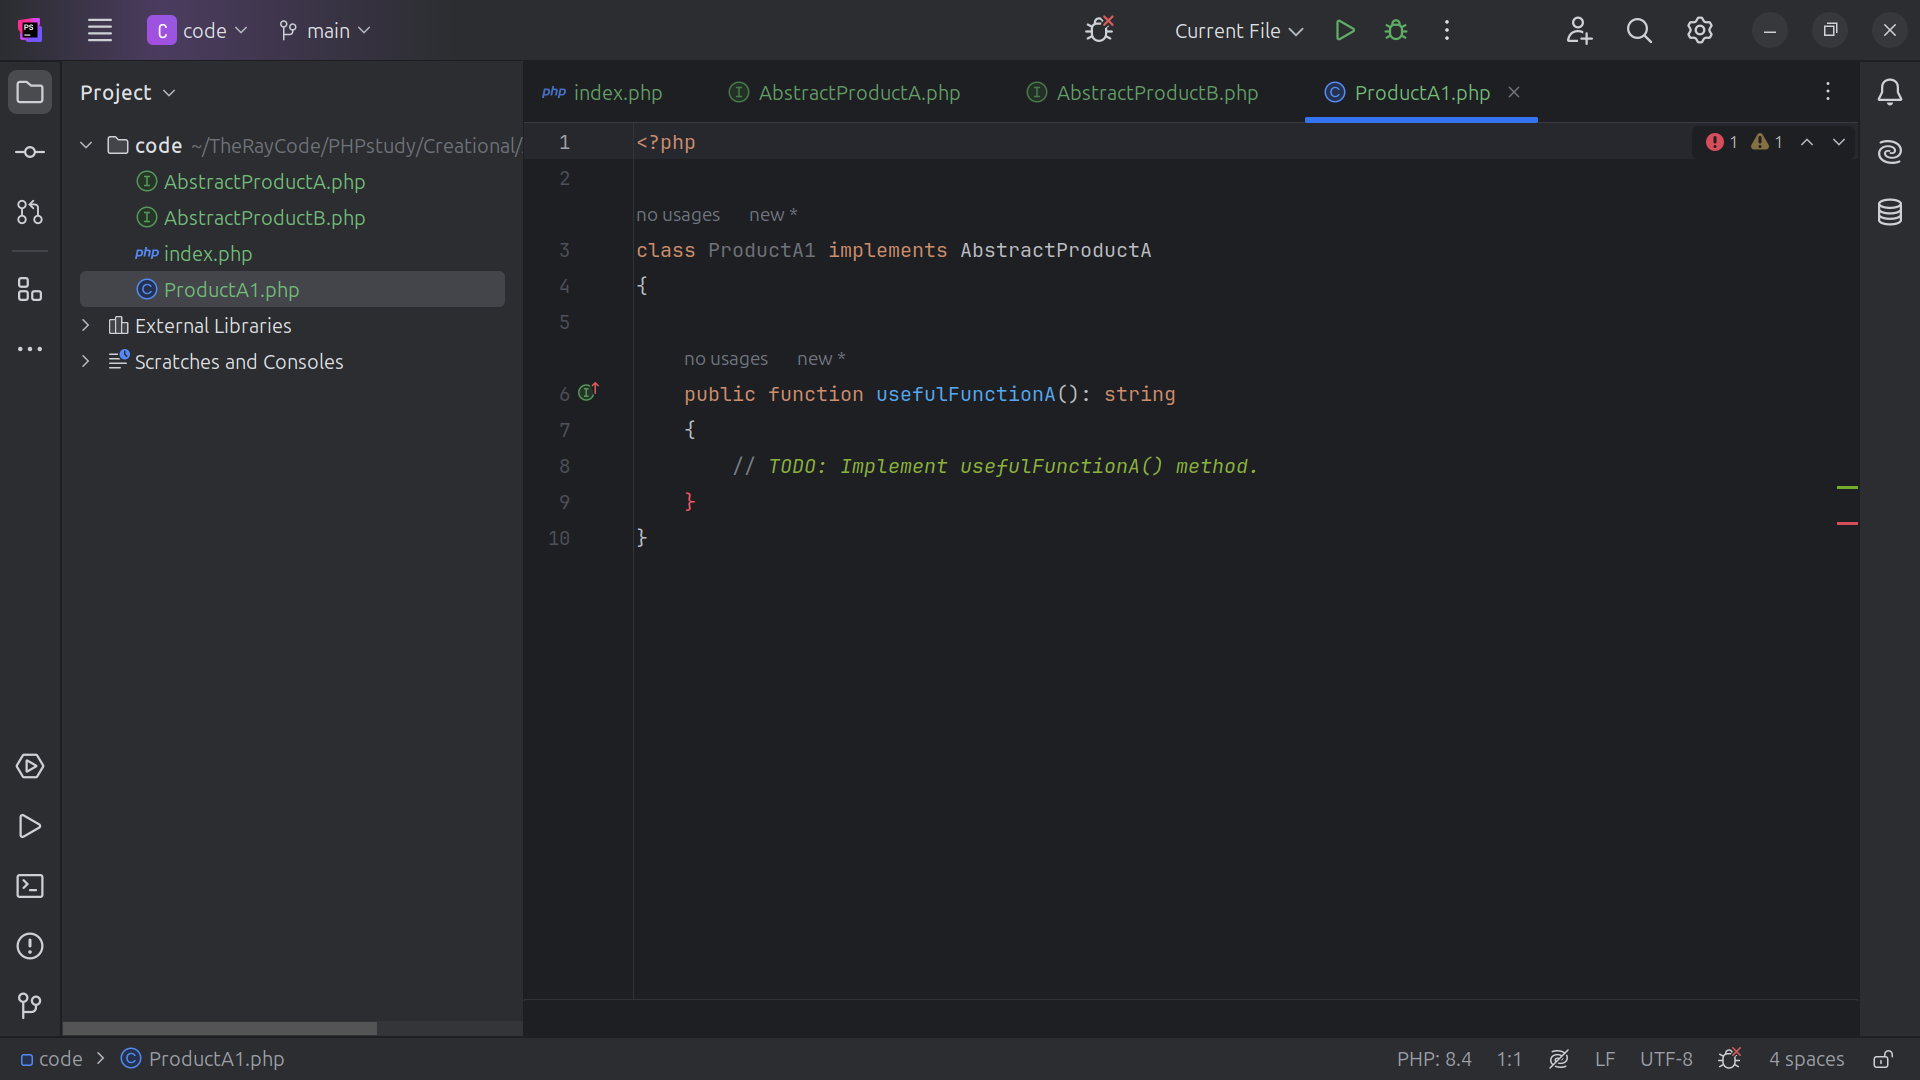 PS
C code main Current File
Project
code ~/TheRayCode/PHPstudy/Creational/
AbstractProductA.php
AbstractProductB.php
php index.php
C ProductA1.php
External Libraries
Scratches and Consoles
php index.php I AbstractProductA.php I AbstractProductB.php C ProductA1.php
1 <?php
1 1
2
no usages new *
3 class ProductA1 implements AbstractProductA
4 {
5
no usages new *
6 public function usefulFunctionA(): string
7 {
8 // TODO: Implement usefulFunctionA() method.
9 }
10 }
code > C ProductA1.php
PHP: 8.4 1:1 LF UTF-8 4 spaces